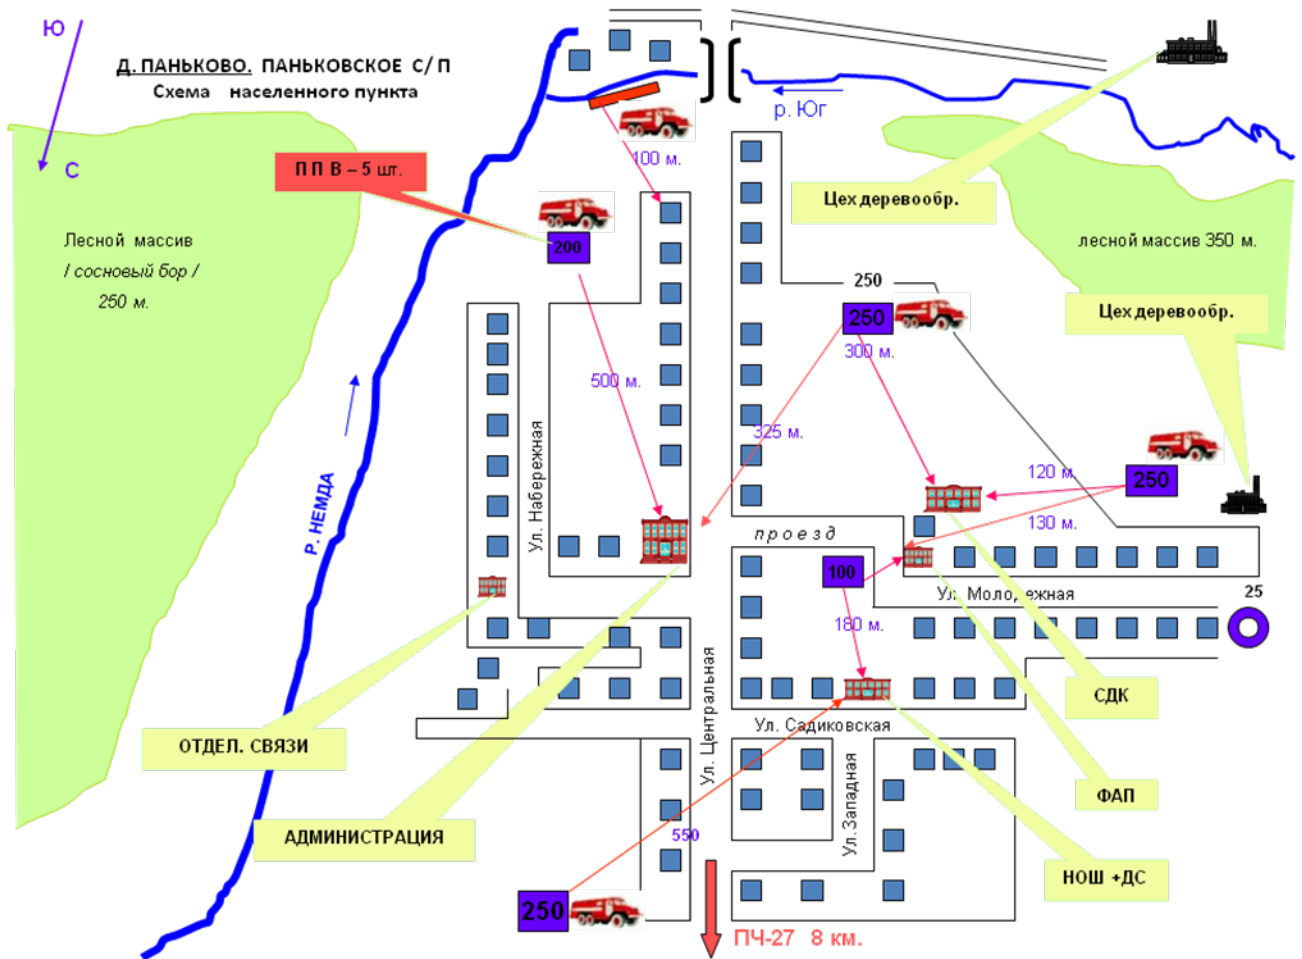 Ю
Д. ПАНЬКОВО. ПАНЬКОВСКОЕ С/П
Схема населенного пункта
С
р. Юг
100 м.
П П В – 5 шт.
Цех деревообр.
200
Лесной массив
/ сосновый бор /
250 м.
лесной массив 350 м.
250
250
300 м.
Цех деревообр.
500 м.
325 м.
Ул. Набережная
120 м.
250
130 м.
Р. НЕМДА
проезд
100
Ул. Молодежная
25
180 м.
СДК
Ул. Центральная
Ул. Садиковская
ОТДЕЛ. СВЯЗИ
Ул.Западная
ФАП
АДМИНИСТРАЦИЯ
550
НОШ +ДС
250
ПЧ-27 8 км.